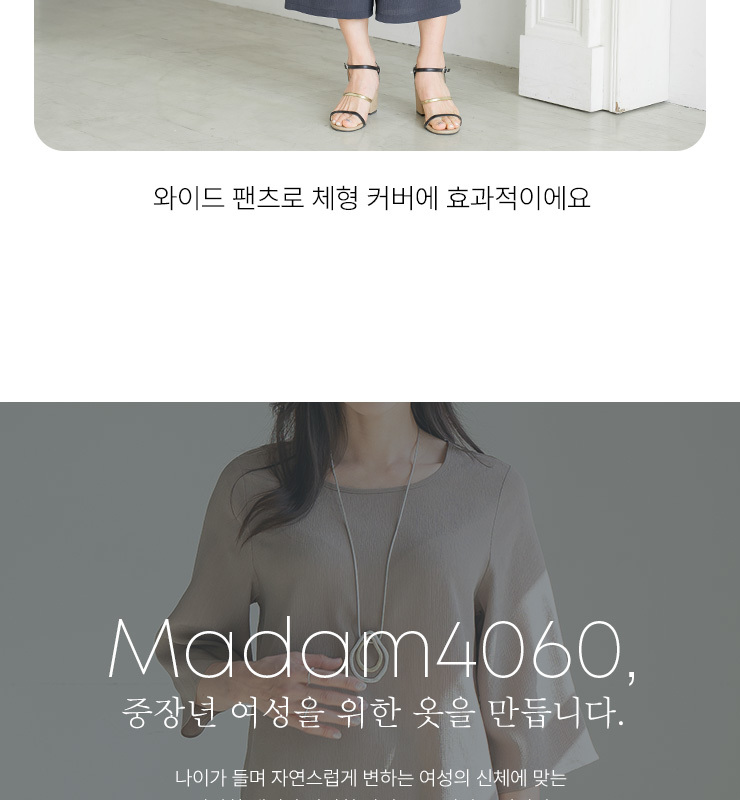 와이드 팬츠로 체형 커버에 효과적이에요
Madam4060,
중장년 여성을 위한 옷을 만듭니다.
나이가 들며 자연스럽게 변하는 여성의 신체에 맞는